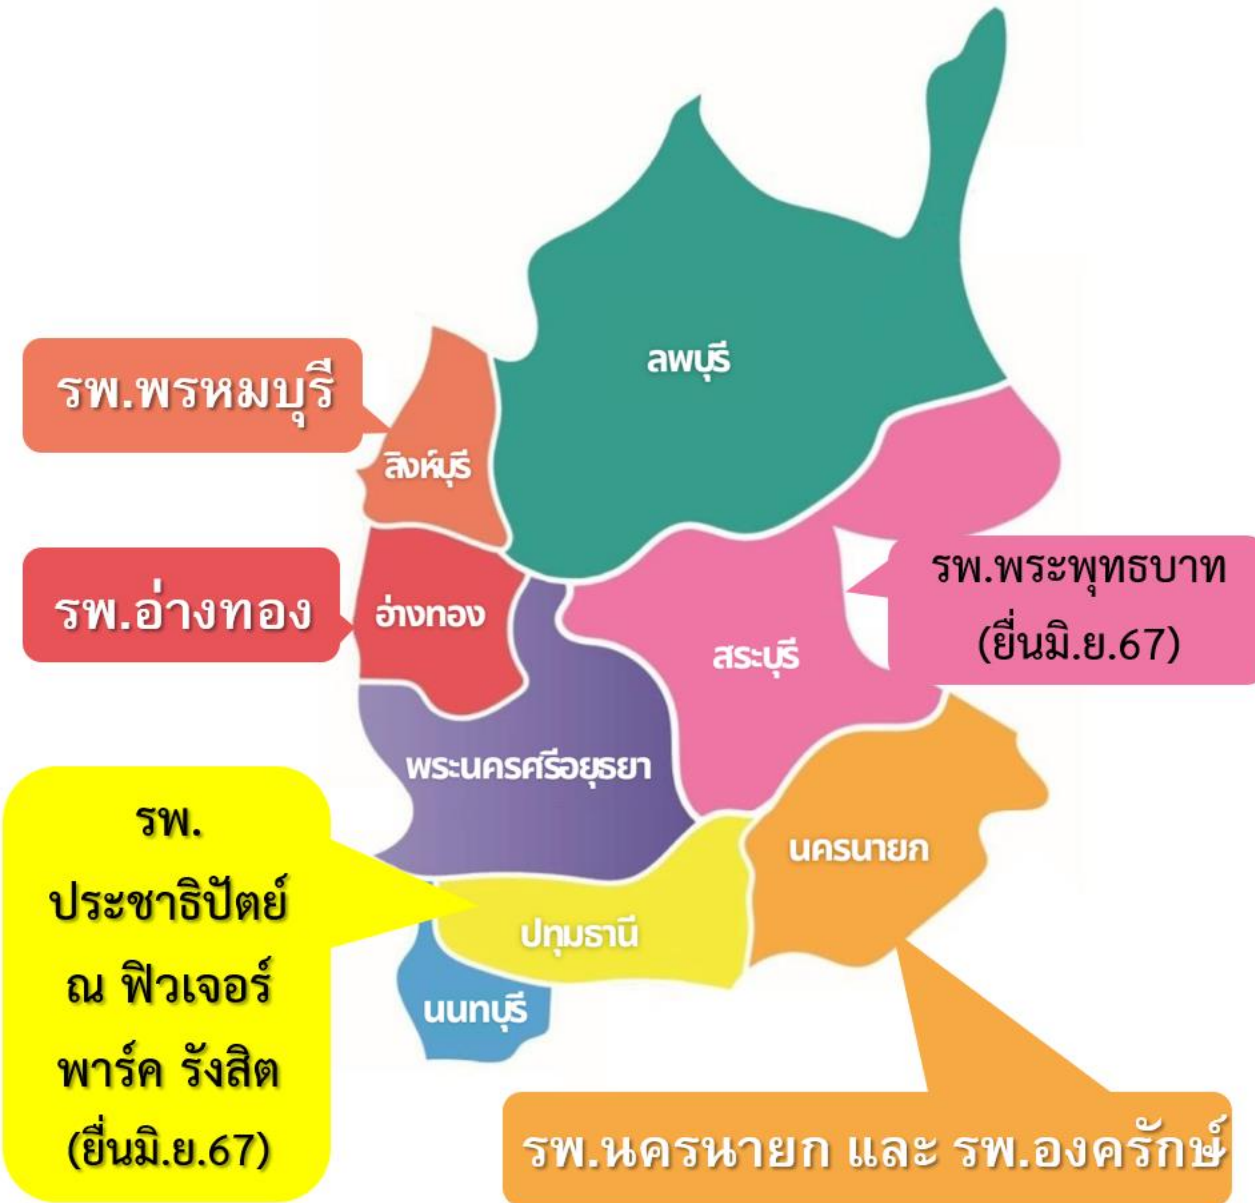 ลพบุรี
รพ.พรหมบุรี
สิงห์บุรี
รพ.พระพุทธบาท
(ยื่นมิ.ย.67)
รพ.อ่างทอง
อ่างทอง
สระบุรี
พระนครศรีอยุธยา
รพ.
ประชาธิปัตย์
ณ ฟิวเจอร์
พาร์ค รังสิต
(ยื่นมิ.ย.67)
นครนายก
ปทุมธานี
นนทบุรี
รพ.นครนายก และ รพ.องครักษ์